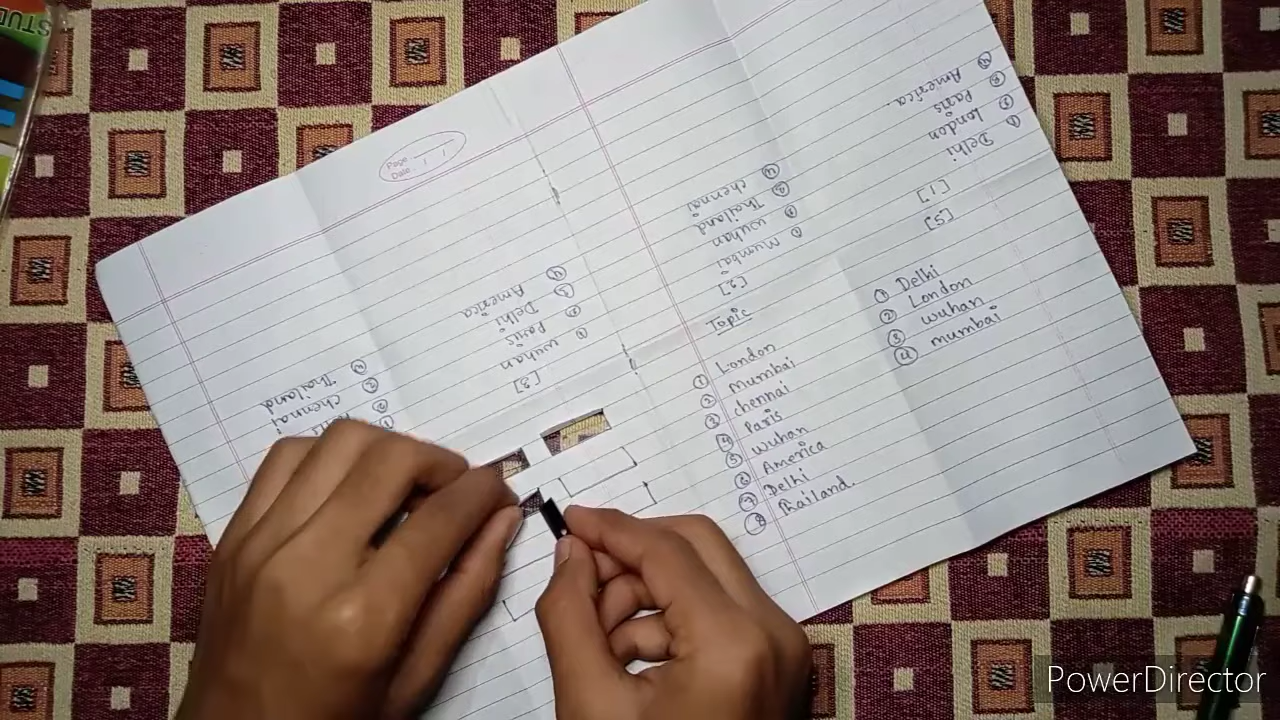 STUD
Page
Date
④
③ America.
② Paris
① London
Delhi
[1]
[5]
④
③ chennai
② Thailand
① wuhan
mumbai
[2]
④
③ America
② Delhi
① Paris
wuhan
[3]
Thailand
chennai
Topic
① London
② Mumbai
③ chennai
④ Paris
⑤ wuhan
⑥ America
⑦ Delhi
⑧ Thailand.
① Delhi
② London
③ wuhan
④ mumbai
PowerDirector